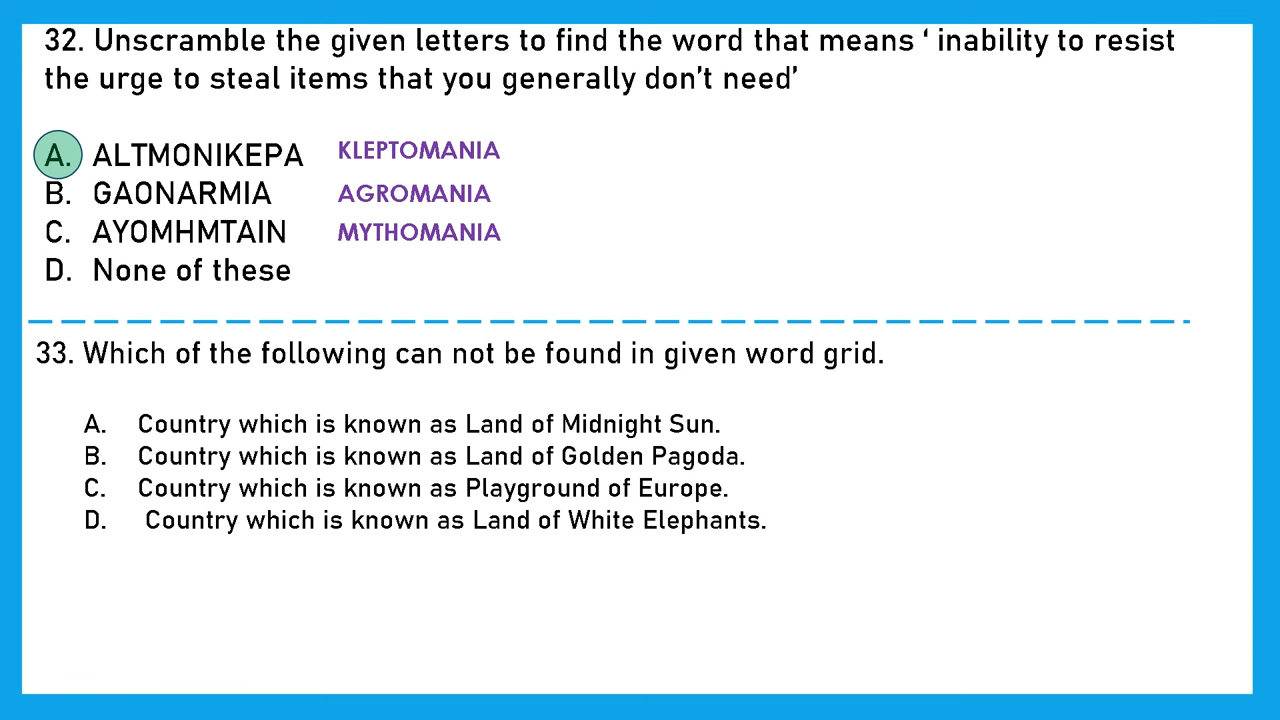 32. Unscramble the given letters to find the word that means ‘ inability to resist
the urge to steal items that you generally don’t need’
A. ALTMONIKEPA KLEPTOMANIA
B. GAONARMIA AGROMANIA
C. AYOMHMTAIN MYTHOMANIA
D. None of these
33. Which of the following can not be found in given word grid.
A. Country which is known as Land of Midnight Sun.
B. Country which is known as Land of Golden Pagoda.
C. Country which is known as Playground of Europe.
D. Country which is known as Land of White Elephants.